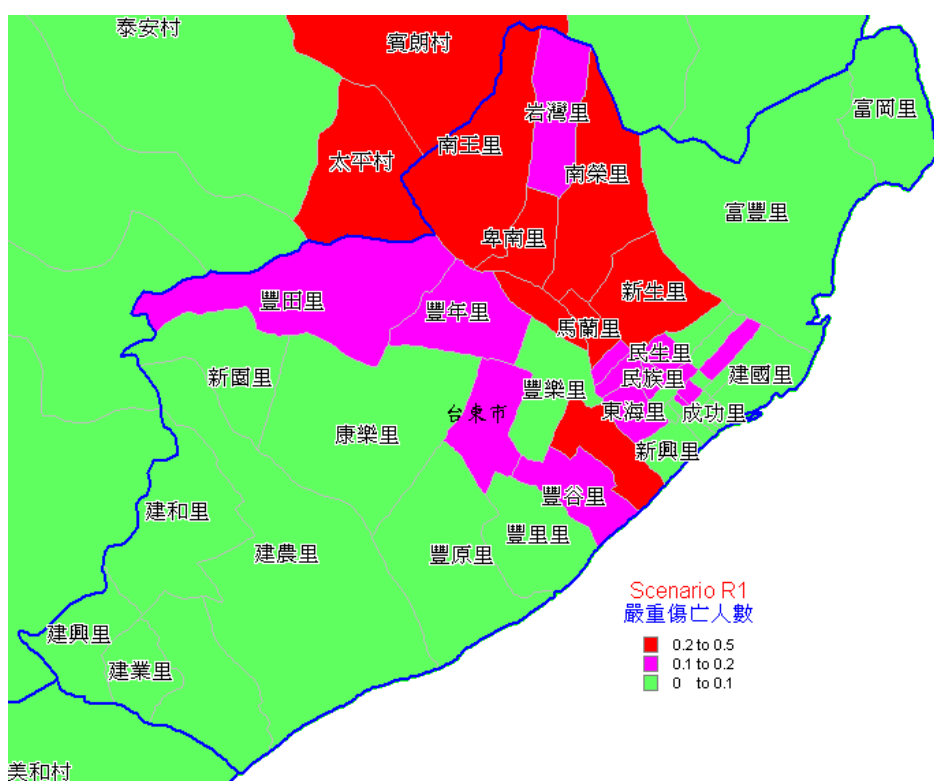 泰安村
賓朗村
岩灣里
富岡里
南王里
太平村
南榮里
富豐里
卑南里
新生里
豐田里
豐年里
馬蘭里
民生里
新園里
民族里
建國里
豐樂里
台東市
東海里
成功里
康樂里
新興里
豐谷里
建和里
豐里里
建農里
豐原里
建興里
建業里
美和村
Scenario R1
嚴重傷亡人數
0.2 to 0.5
0.1 to 0.2
0 to 0.1